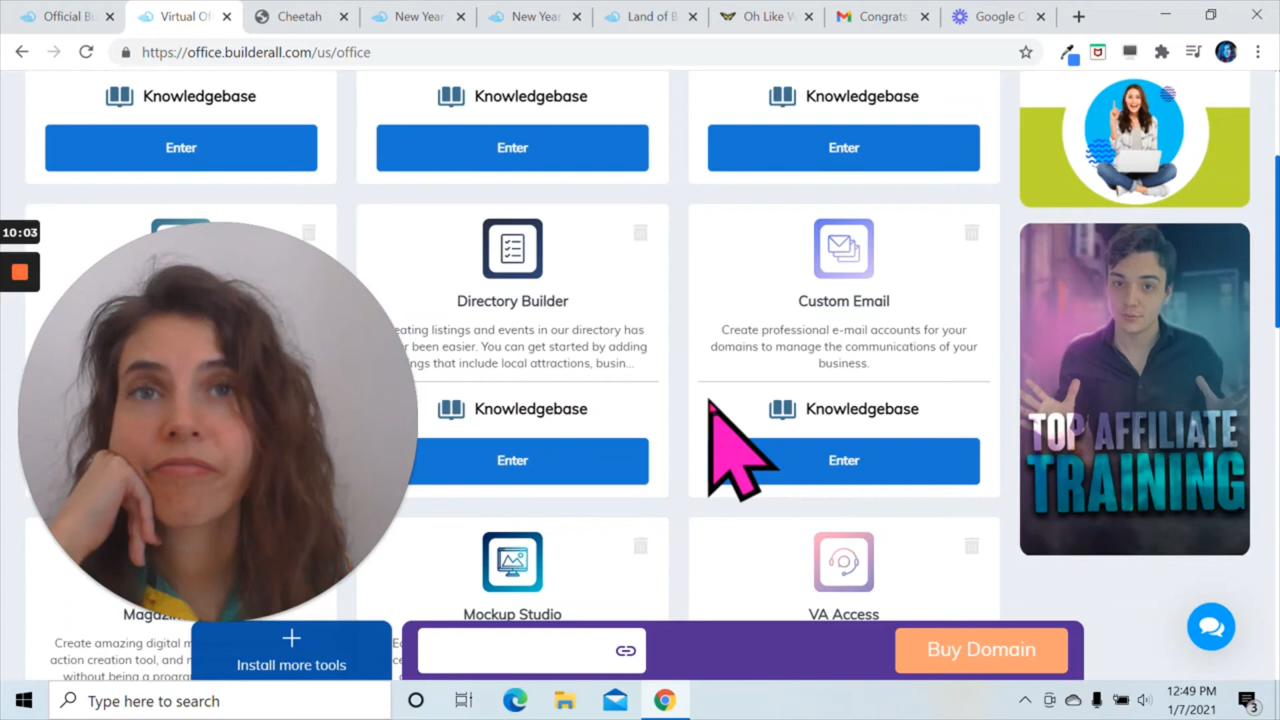 Official Bu
Virtual Of
Cheetah
New Year
New Year
Land of B
Oh Like W
Congrats
Google C
https://office.builderall.com/us/office
Knowledgebase
Knowledgebase
Knowledgebase
Enter
Enter
Enter
10:03
Directory Builder
Custom Email
eating listings and events in our directory has
r been easier. You can get started by adding
ngs that include local attractions, busin...
Create professional e-mail accounts for your
domains to manage the communications of your
business.
Knowledgebase
Knowledgebase
Enter
Enter
TOP AFFILIATE
TRAINING
Magazin
Mockup Studio
VA Access
Create amazing digital m
action creation tool, and
without being a progra
Install more tools
Buy Domain
Type here to search
12:49 PM
1/7/2021
3